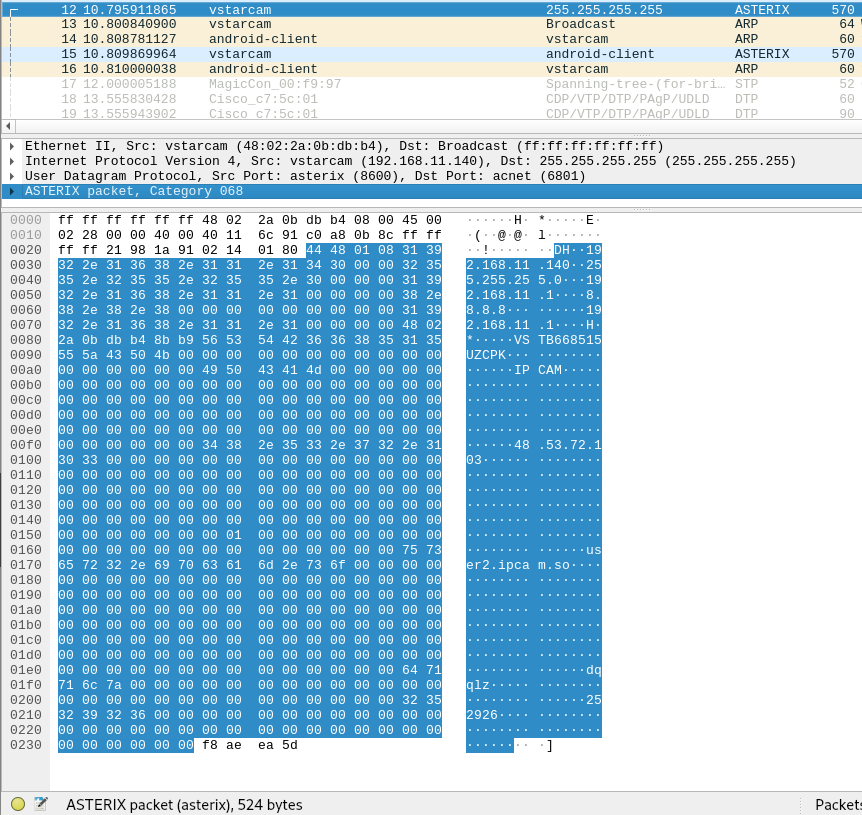 12 10.795911865 vstarcam 255.255.255.255 ASTERIX 570
13 10.800840900 vstarcam Broadcast ARP 64
14 10.808781127 android-client vstarcam ARP 60
15 10.809869964 vstarcam android-client ASTERIX 570
16 10.810000038 android-client vstarcam ARP 60
17 12.000005188 MagicCon_00:f9:97 Spanning-tree-(for-bri… STP 52
18 13.555830428 Cisco_c7:5c:01 CDP/VTP/DTP/PAgP/UDLD DTP 60
19 13.555943902 Cisco_c7:5c:01 CDP/VTP/DTP/PAgP/UDLD DTP 90
Ethernet II, Src: vstarcam (48:02:2a:0b:db:b4), Dst: Broadcast (ff:ff:ff:ff:ff:ff)
Internet Protocol Version 4, Src: vstarcam (192.168.11.140), Dst: 255.255.255.255 (255.255.255.255)
User Datagram Protocol, Src Port: asterix (8600), Dst Port: acnet (6801)
ASTERIX packet, Category 068
0000 ff ff ff ff ff ff 48 02 2a 0b db b4 08 00 45 00 ······H· *·····E·
0010 02 28 00 00 40 00 40 11 6c 91 c0 a8 0b 8c ff ff ·(··@·@· l·······
0020 ff ff 21 98 1a 91 02 14 01 80 44 48 01 08 31 39 ··!····· ··DH··19
0030 32 2e 31 36 38 2e 31 31 2e 31 34 30 00 00 32 35 2.168.11 .140··25
0040 35 2e 32 35 35 2e 32 35 35 2e 30 00 00 00 31 39 5.255.25 5.0···19
0050 32 2e 31 36 38 2e 31 31 2e 31 00 00 00 00 38 2e 2.168.11 .1····8.
0060 38 2e 38 2e 38 00 00 00 00 00 00 00 00 00 31 39 8.8.8··· ······19
0070 32 2e 31 36 38 2e 31 31 2e 31 00 00 00 00 48 02 2.168.11 .1····H·
0080 2a 0b db b4 8b b9 56 53 54 42 36 36 38 35 31 35 *·····VS TB668515
0090 55 5a 43 50 4b 00 00 00 00 00 00 00 00 00 00 00 UZCPK··· ········
00a0 00 00 00 00 00 00 49 50 43 41 4d 00 00 00 00 00 ······IP CAM·····
00b0 00 00 00 00 00 00 00 00 00 00 00 00 00 00 00 00 ········ ········
00c0 00 00 00 00 00 00 00 00 00 00 00 00 00 00 00 00 ········ ········
00d0 00 00 00 00 00 00 00 00 00 00 00 00 00 00 00 00 ········ ········
00e0 00 00 00 00 00 00 00 00 00 00 00 00 00 00 00 00 ········ ········
00f0 00 00 00 00 00 00 34 38 2e 35 33 2e 37 32 2e 31 ······48 .53.72.1
0100 30 33 00 00 00 00 00 00 00 00 00 00 00 00 00 00 03······ ········
0110 00 00 00 00 00 00 00 00 00 00 00 00 00 00 00 00 ········ ········
0120 00 00 00 00 00 00 00 00 00 00 00 00 00 00 00 00 ········ ········
0130 00 00 00 00 00 00 00 00 00 00 00 00 00 00 00 00 ········ ········
0140 00 00 00 00 00 00 00 00 00 00 00 00 00 00 00 00 ········ ········
0150 00 00 00 00 00 00 00 01 00 00 00 00 00 00 00 00 ········ ········
0160 00 00 00 00 00 00 00 00 00 00 00 00 00 00 75 73 ········ ······us
0170 65 72 32 2e 69 70 63 61 6d 2e 73 6f 00 00 00 00 er2.ipca m.so····
0180 00 00 00 00 00 00 00 00 00 00 00 00 00 00 00 00 ········ ········
0190 00 00 00 00 00 00 00 00 00 00 00 00 00 00 00 00 ········ ········
01a0 00 00 00 00 00 00 00 00 00 00 00 00 00 00 00 00 ········ ········
01b0 00 00 00 00 00 00 00 00 00 00 00 00 00 00 00 00 ········ ········
01c0 00 00 00 00 00 00 00 00 00 00 00 00 00 00 00 00 ········ ········
01d0 00 00 00 00 00 00 00 00 00 00 00 00 00 00 00 00 ········ ········
01e0 00 00 00 00 00 00 00 00 00 00 00 00 00 00 64 71 ········ ······dq
01f0 71 6c 7a 00 00 00 00 00 00 00 00 00 00 00 00 00 qlz····· ········
0200 00 00 00 00 00 00 00 00 00 00 00 00 00 00 32 35 ········ ······25
0210 32 39 32 36 00 00 00 00 00 00 00 00 00 00 00 00 2926···· ········
0220 00 00 00 00 00 00 00 00 00 00 00 00 00 00 00 00 ········ ········
0230 00 00 00 00 00 00 f8 ae ea 5d ········ ·]
ASTERIX packet (asterix), 524 bytes Packets